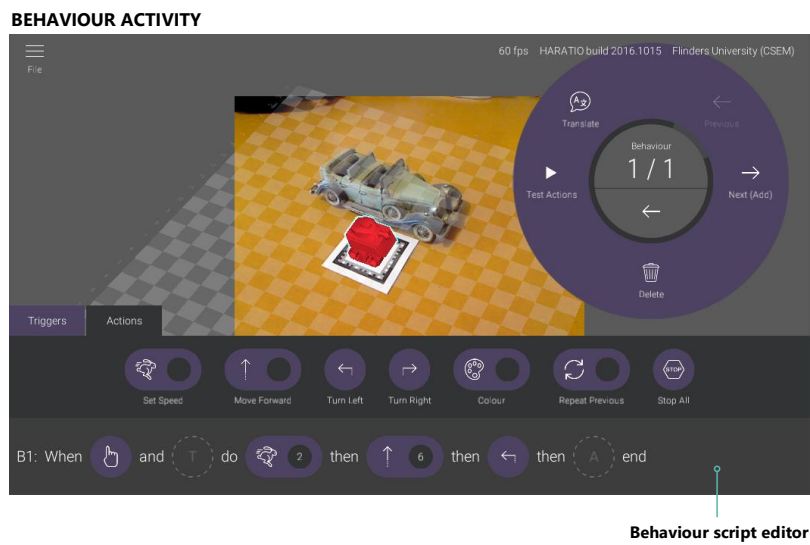 BEHAVIOUR ACTIVITY
60 fps HARATIO build 2016.1015 Flinders University (CSEM)
File
Translate
Previous
Behaviour
1 / 1
Test Actions
Next (Add)
Delete
Triggers Actions
STOP
Set Speed Move Forward Turn Left Turn Right Colour Repeat Previous Stop All
B1: When and T do 2 then 6 then then A end
Behaviour script editor